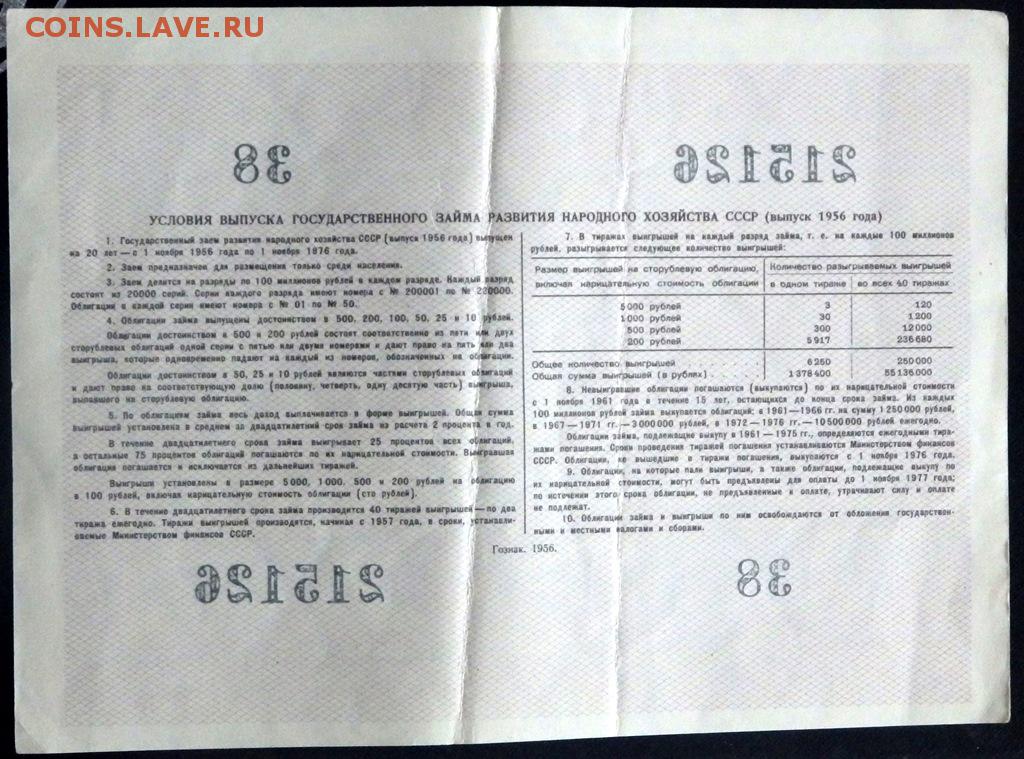 COINS.LAVE.RU
38
215126
УСЛОВИЯ ВЫПУСКА ГОСУДАРСТВЕННОГО ЗАЙМА РАЗВИТИЯ НАРОДНОГО ХОЗЯЙСТВА СССР (выпуск 1956 года)
1. Государственный заем развития народного хозяйства СССР (выпуск 1956 года) выпущен
на 20 лет — с 1 ноября 1956 года по 1 ноября 1976 года.
2. Заем предназначен для размещения только среди населения.
3. Заем делится на разряды по 100 миллионов рублей в каждом разряде. Каждый разряд
состоит из 20000 серий. Серии каждого разряда имеют номера с № 200001 по № 220000.
Облигации в каждой серии имеют номера с № 01 по № 50.
4. Облигации займа выпущены достоинством в 500, 200, 100, 50, 25 и 10 рублей.
Облигации достоинством в 500 и 200 рублей состоят соответственно из пяти или двух
сторублевых облигаций одной серии с пятью или двумя номерами и дают право на пять или два
выигрыша, которые одновременно падают на каждый из номеров, обозначенных на облигации.
Облигации достоинством в 50, 25 и 10 рублей являются частями сторублевых облигаций
и дают право на соответствующую долю (половину, четверть, одну десятую часть) выигрыша,
выпавшего на сторублевую облигацию.
5. По облигациям займа весь доход выплачивается в форме выигрышей. Общая сумма
выигрышей установлена в среднем за двадцатилетний срок займа из расчета 2 процента в год.
В течение двадцатилетнего срока займа выигрывает 25 процентов всех облигаций,
а остальные 75 процентов облигаций погашаются по их нарицательной стоимости. Выигравшая
облигация погашается и исключается из дальнейших тиражей.
Выигрыши установлены в размере 5000, 1000, 500 и 200 рублей на облигацию
в 100 рублей, включая нарицательную стоимость облигации (сто рублей).
6. В течение двадцатилетнего срока займа производится 40 тиражей выигрышей — по два
тиража ежегодно. Тиражи выигрышей производятся, начиная с 1957 года, в сроки, устанавли-
ваемые Министерством финансов СССР.
7. В тиражах выигрышей на каждый разряд займа, т. е. на каждые 100 миллионов
рублей, разыгрывается следующее количество выигрышей:
Размер выигрышей на сторублевую облигацию, включая нарицательную стоимость облигации
Количество разыгрываемых выигрышей
в одном тираже во всех 40 тиражах
5 000 рублей 3 120
1 000 рублей 30 1 200
500 рублей 300 12 000
200 рублей 5 917 236 680
Общее количество выигрышей 6 250 250 000
Общая сумма выигрышей (в рублях) . . . . . 1 378 400 55 136 000
8. Невыигравшие облигации погашаются (выкупаются) по их нарицательной стоимости
с 1 ноября 1961 года в течение 15 лет, остающихся до конца срока займа. Из каждых
100 миллионов рублей займа выкупается облигаций: в 1961—1966 гг. на сумму 1 250 000 рублей,
в 1967—1971 гг.—3 000 000 рублей, в 1972—1976 гг.—10 500 000 рублей ежегодно.
Облигации займа, подлежащие выкупу в 1961—1975 гг., определяются ежегодными тира-
жами погашения. Сроки проведения тиражей погашения устанавливаются Министерством финансов
СССР. Облигации, не вышедшие в тиражи погашения, выкупаются с 1 ноября 1976 года.
9. Облигации, на которые пали выигрыши, а также облигации, подлежащие выкупу по
их нарицательной стоимости, могут быть предъявлены для оплаты до 1 ноября 1977 года;
по истечении этого срока облигации, не предъявленные к оплате, утрачивают силу и оплате
не подлежат.
10. Облигации займа и выигрыши по ним освобождаются от обложения государствен-
ными и местными налогами и сборами.
Гознак. 1956.
215126
38